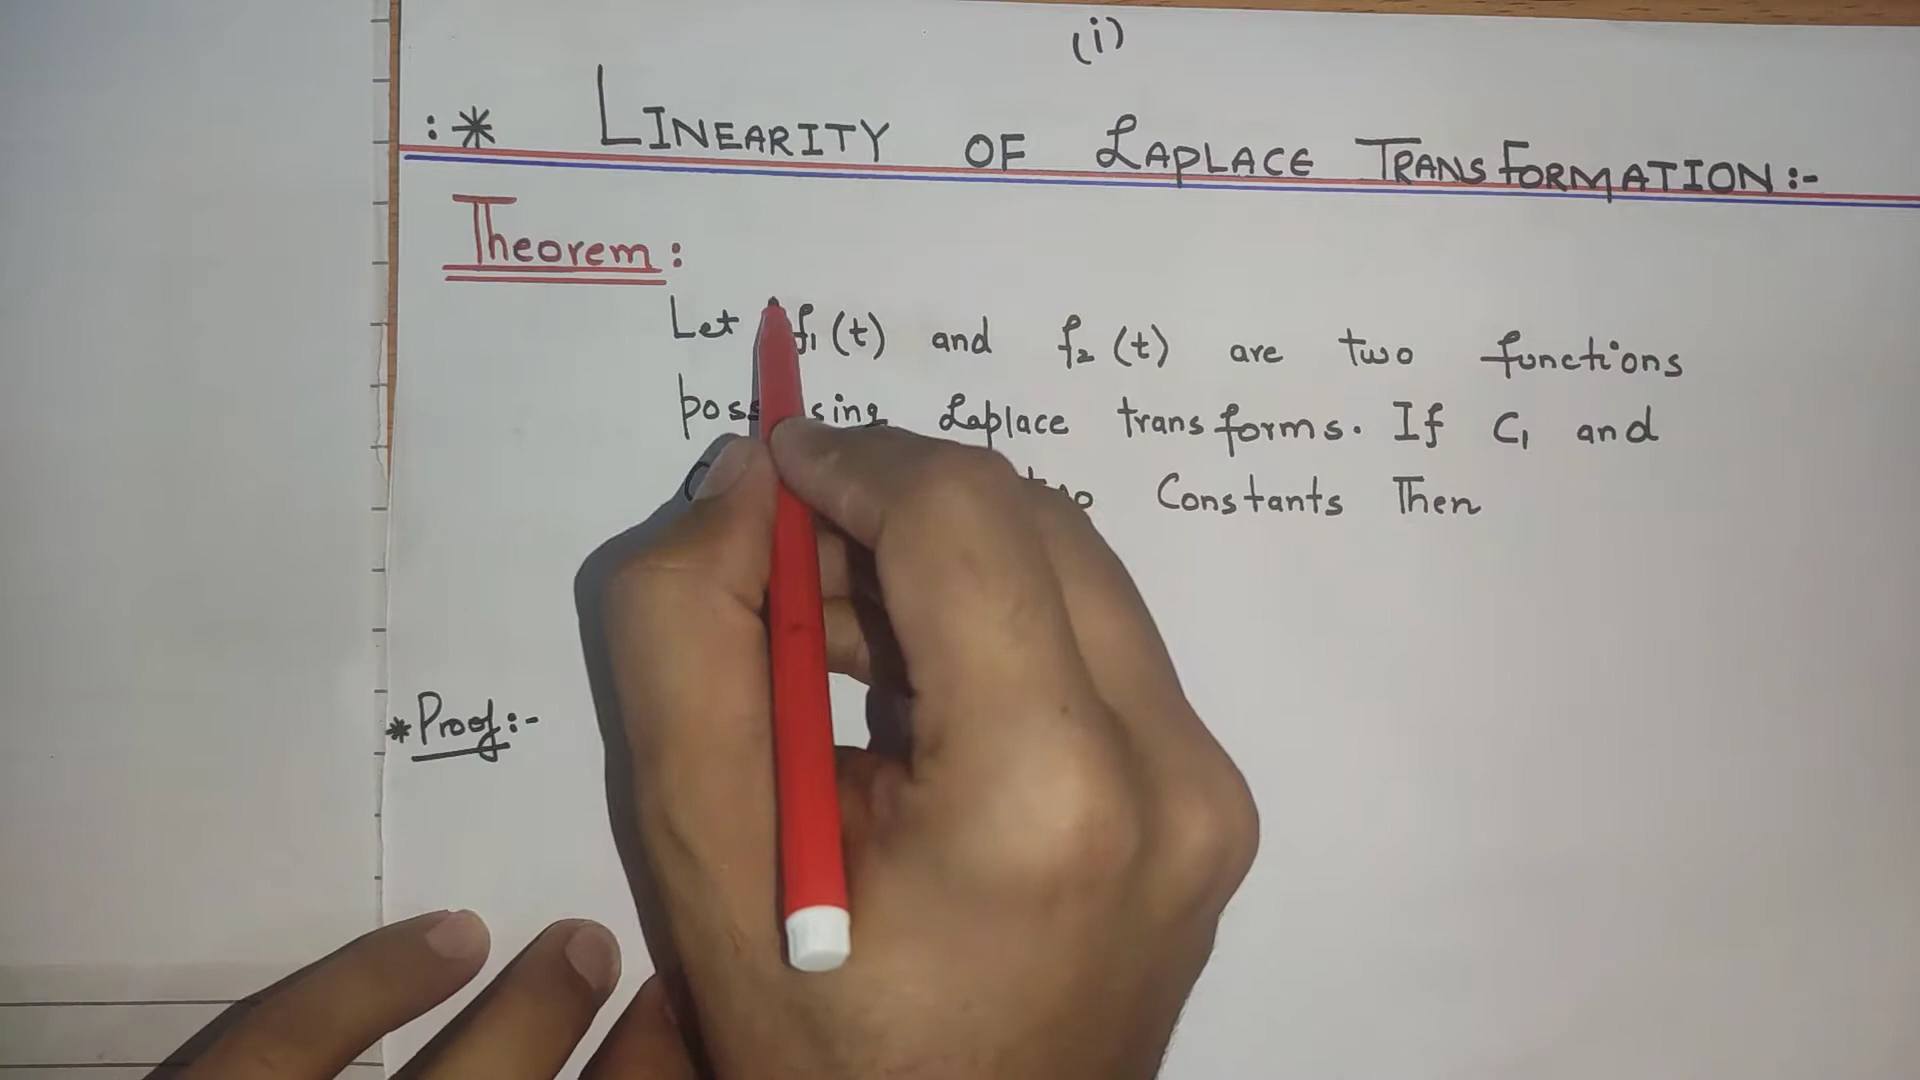 (i)
:* LINEARITY OF LAPLACE TRANSFORMATION:-
Theorem:
Let f₁(t) and f₂(t) are two functions
Laplace transforms. If C₁ and
Constants Then
*Proof:-